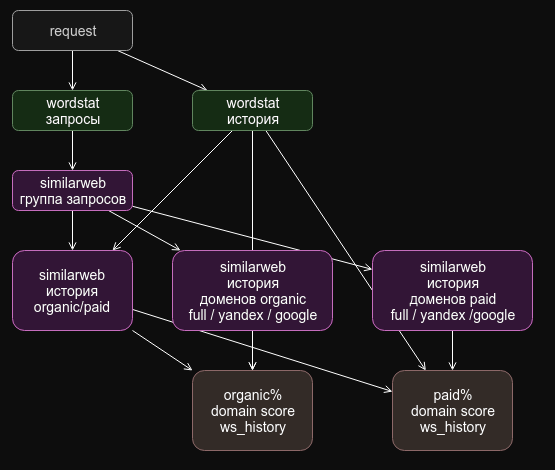 request
wordstat
запросы
wordstat
история
similarweb
группа запросов
similarweb
история
organic/paid
similarweb
история
доменов organic
full / yandex / google
similarweb
история
доменов paid
full / yandex /google
organic%
domain score
ws_history
paid%
domain score
ws_history